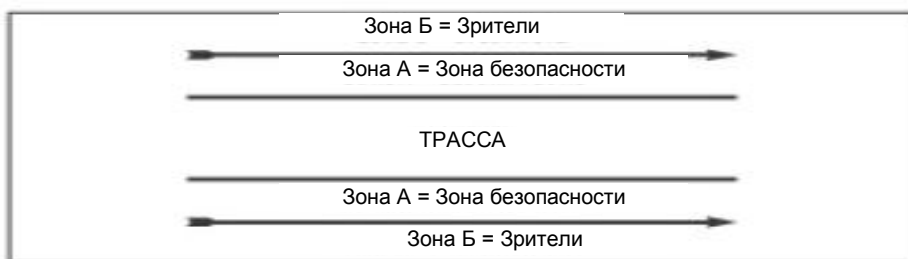 Зона Б = Зрители
Зона А = Зона безопасности
ТРАССА
Зона А = Зона безопасности
Зона Б = Зрители